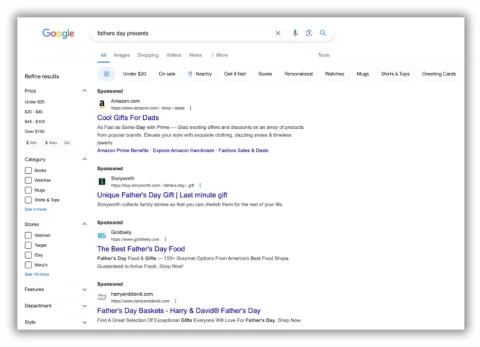 Google
fathers day presents
All Images Shopping Videos News More Tools
Under $20 On sale Nearby Get it fast Books Personalized Watches Mugs Shirts & Tops Greeting Cards
Refine results
Price
Under $20
$20 - $45
$45 - $100
Over $100
$ Min $ Max Go
Category
Books
Watches
Mugs
Shirts & Tops
See 4 more
Stores
Walmart
Target
Etsy
Macy's
See 16 more
Features
Department
Style
Sponsored
Amazon.com
https://www.amazon.com › shop › deals
Cool Gifts For Dads
As Fast as Same-Day with Prime — Grab exciting offers and discounts on an array of products
from popular brands. Elevate your style with exquisite clothing, dazzling shoes & timeless
jewelry.
Amazon Prime Benefits · Explore Amazon Handmade · Fashion Sales & Deals
Sponsored
Storyworth
https://buy.storyworth.com › fathers-day › gift
Unique Father's Day Gift | Last minute gift
Storyworth collects family stories so that you can cherish them for the rest of your life.
Sponsored
Goldbelly
https://www.goldbelly.com
The Best Father's Day Food
Father's Day Food & Gifts — 155+ Gourmet Options From America's Best Food Shops.
Guaranteed to Arrive Fresh. Shop Now!
Sponsored
harryanddavid.com
https://www.harryanddavid.com
Father's Day Baskets - Harry & David® Father's Day
Find A Great Selection Of Exceptional Gifts Everyone Will Love For Father's Day. Shop Now.